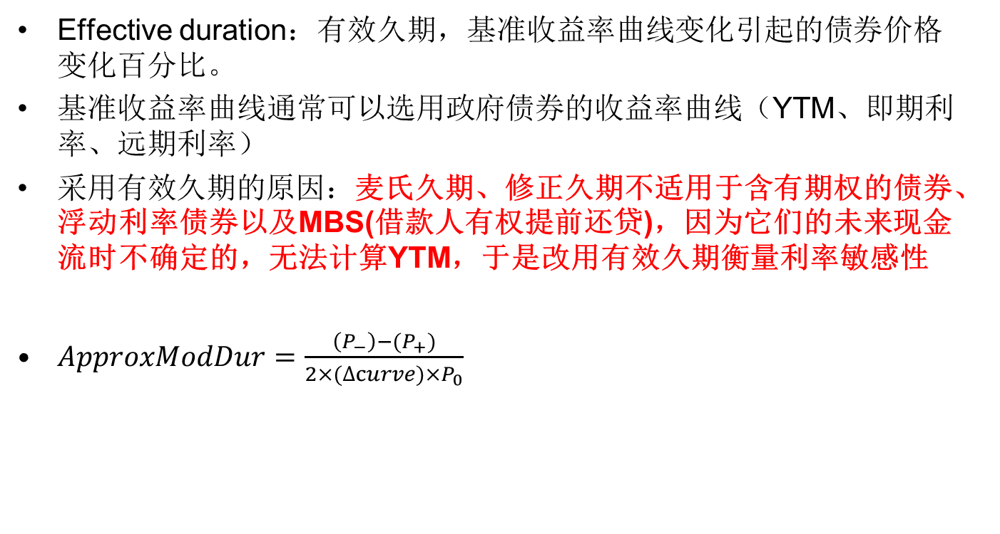 • Effective duration：有效久期，基准收益率曲线变化引起的债券价格
变化百分比。
• 基准收益率曲线通常可以选用政府债券的收益率曲线（YTM、即期利
率、远期利率）
• 采用有效久期的原因：麦氏久期、修正久期不适用于含有期权的债券、
浮动利率债券以及MBS(借款人有权提前还贷)，因为它们的未来现金
流时不确定的，无法计算YTM，于是改用有效久期衡量利率敏感性
• ApproxModDur = \frac{(P_-)-(P_+)}{2×(Δcurve)×P_0}